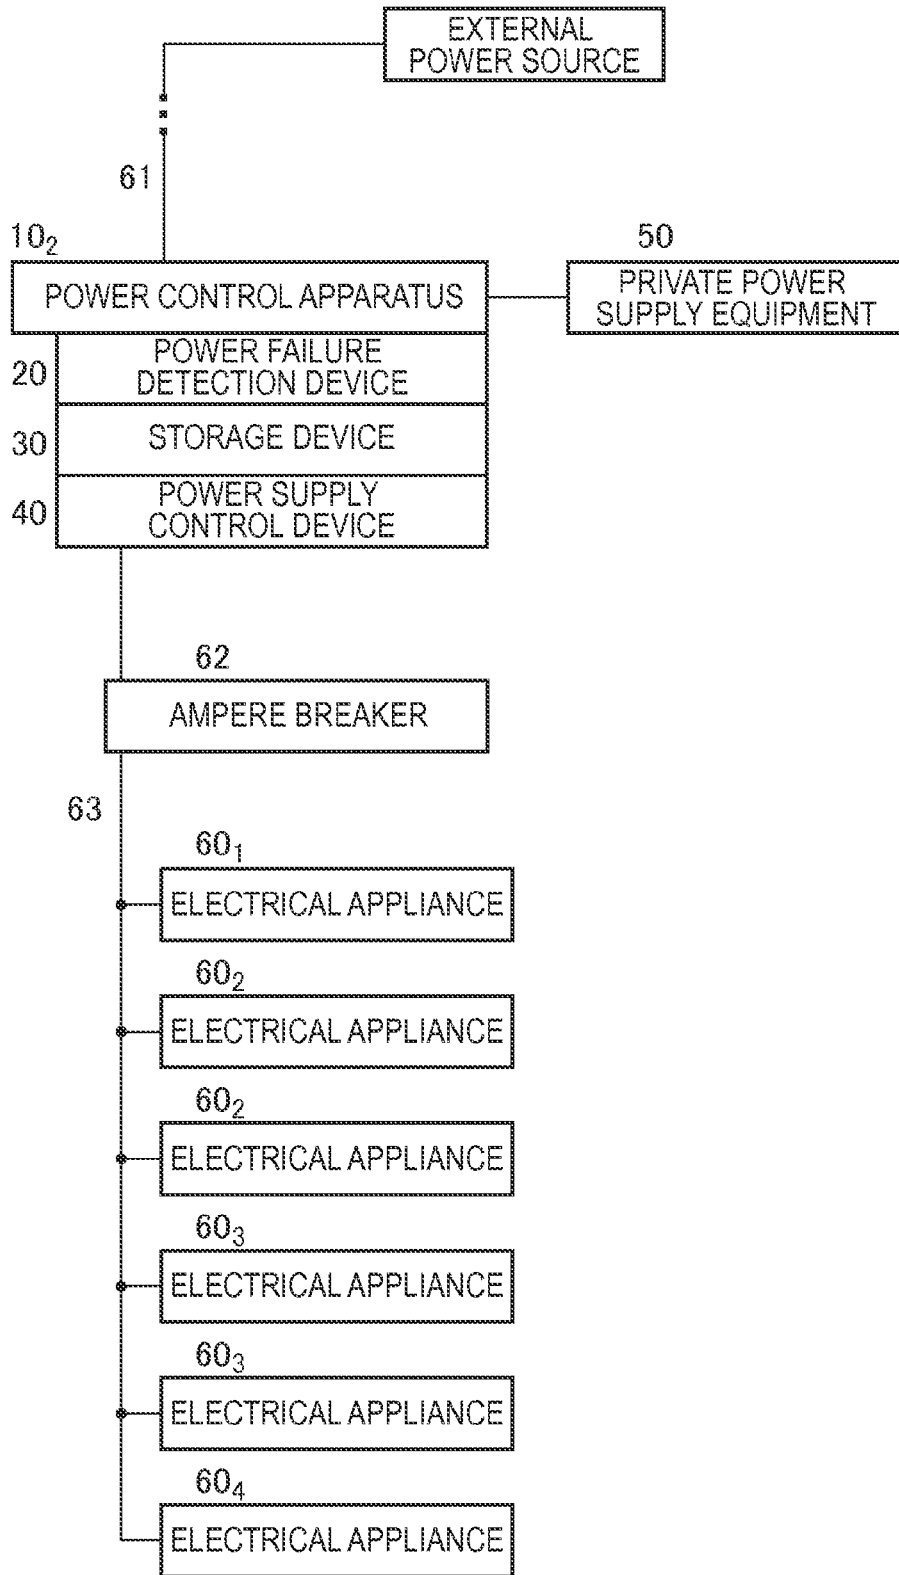 EXTERNAL
POWER SOURCE
61
10₂
50
POWER CONTROL APPARATUS
PRIVATE POWER
SUPPLY EQUIPMENT
20
POWER FAILURE
DETECTION DEVICE
30
STORAGE DEVICE
40
POWER SUPPLY
CONTROL DEVICE
62
AMPERE BREAKER
63
60₁
ELECTRICAL APPLIANCE
60₂
ELECTRICAL APPLIANCE
60₂
ELECTRICAL APPLIANCE
60₃
ELECTRICAL APPLIANCE
60₃
ELECTRICAL APPLIANCE
60₄
ELECTRICAL APPLIANCE